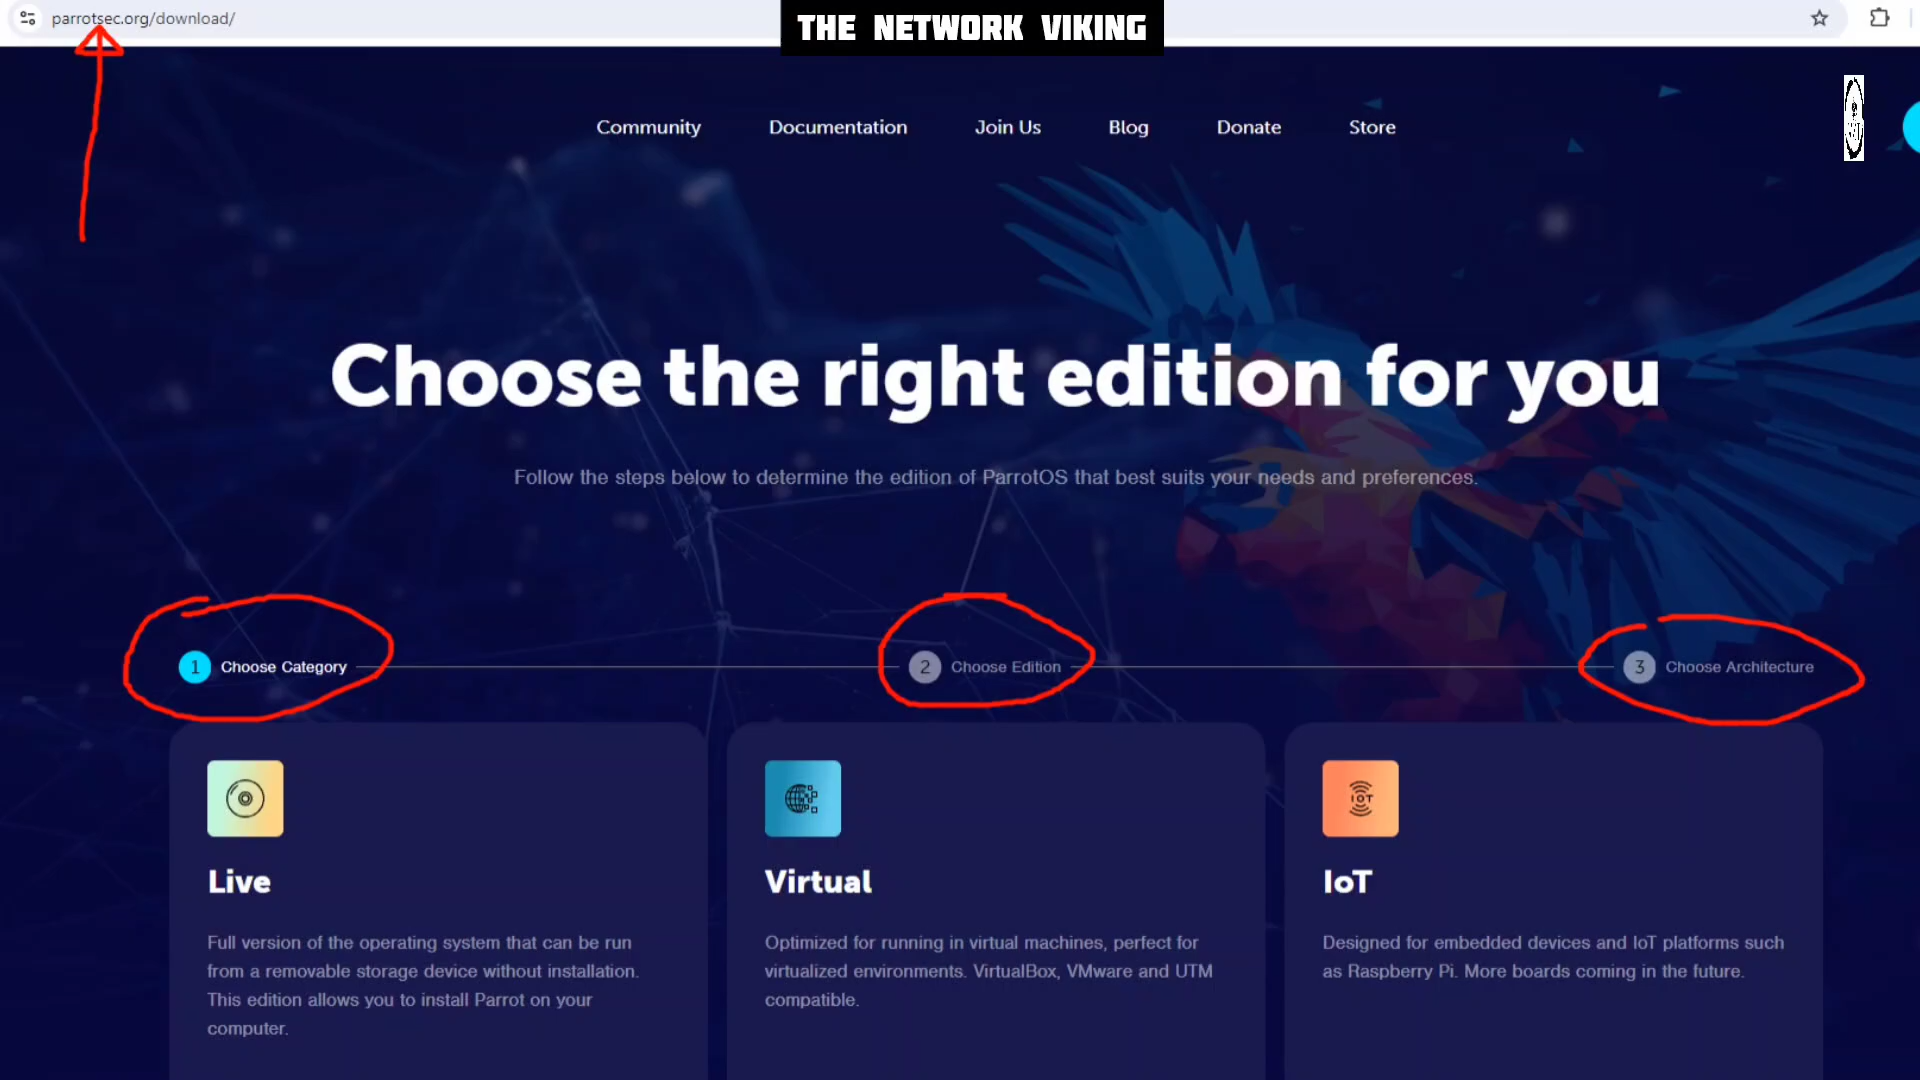 parrotsec.org/download/
THE NETWORK VIKING
Community
Documentation
Join Us
Blog
Donate
Store
Choose the right edition for you
Follow the steps below to determine the edition of ParrotOS that best suits your needs and preferences.
1 Choose Category
2 Choose Edition
3 Choose Architecture
Live
Full version of the operating system that can be run
from a removable storage device without installation.
This edition allows you to install Parrot on your
computer.
Virtual
Optimized for running in virtual machines, perfect for
virtualized environments. VirtualBox, VMware and UTM
compatible.
IOT
IoT
Designed for embedded devices and IoT platforms such
as Raspberry Pi. More boards coming in the future.